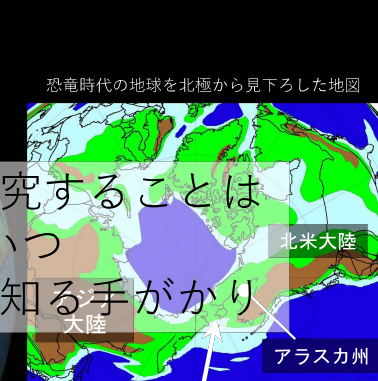 恐竜時代の地球を北極から見下ろした地図
究することは
いつ
北米大陸
知る手がかり
大陸
アラスカ州